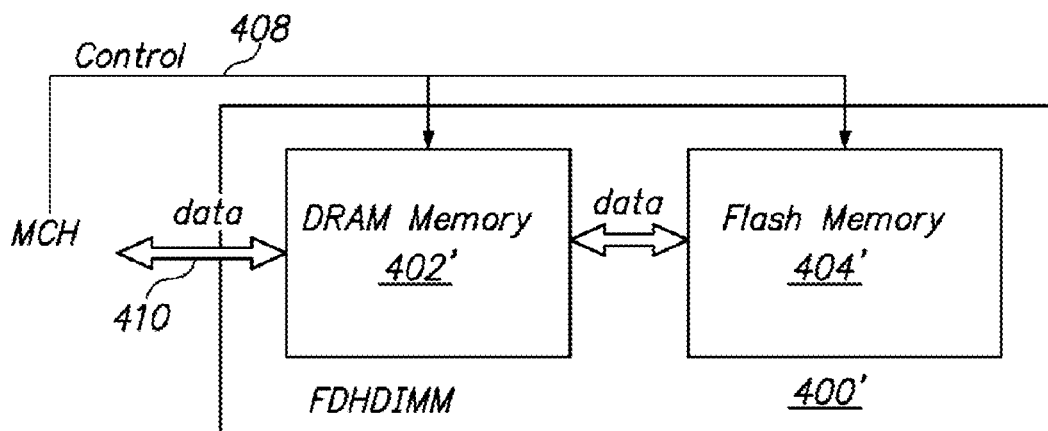 408
Control
data
DRAM Memory
402'
data
Flash Memory
404'
MCH
410
FDHDIMM
400'